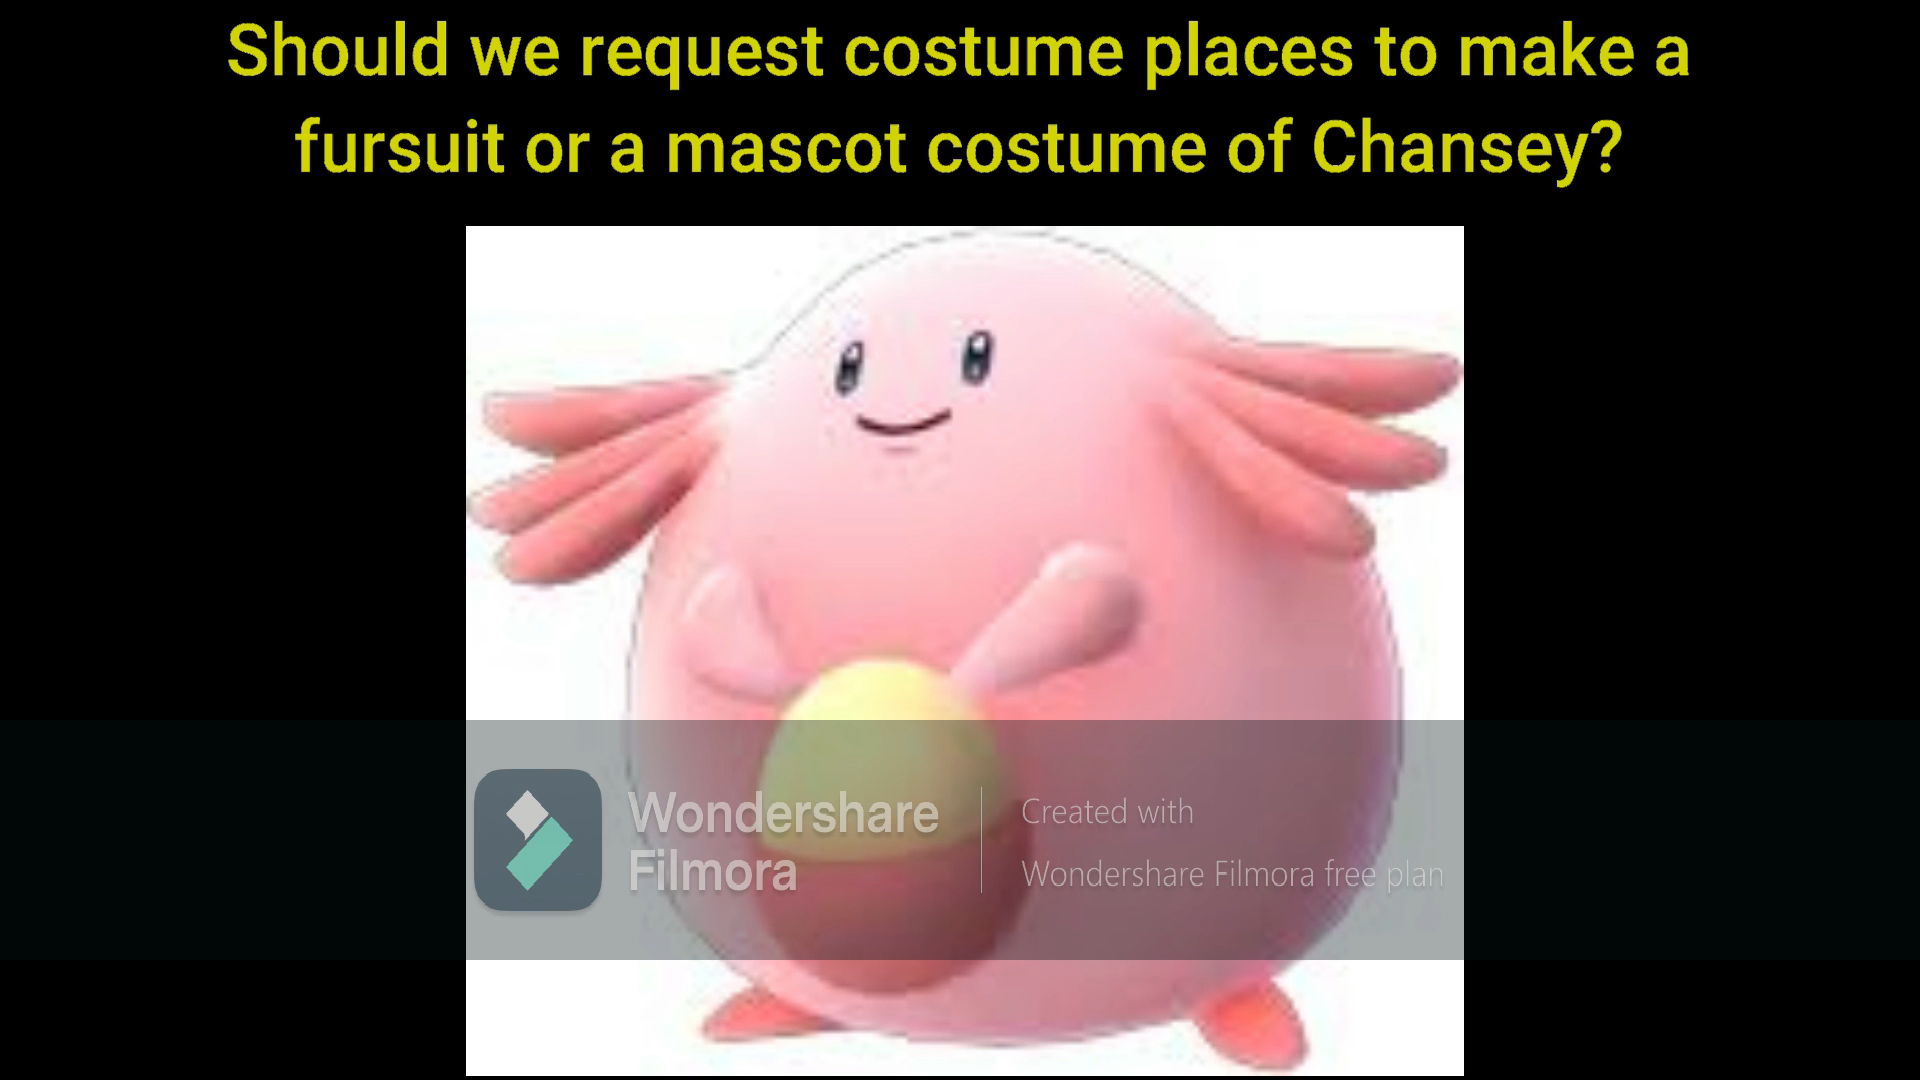 Should we request costume places to make a
fursuit or a mascot costume of Chansey?
Wondershare
Filmora
Created with
Wondershare Filmora free plan